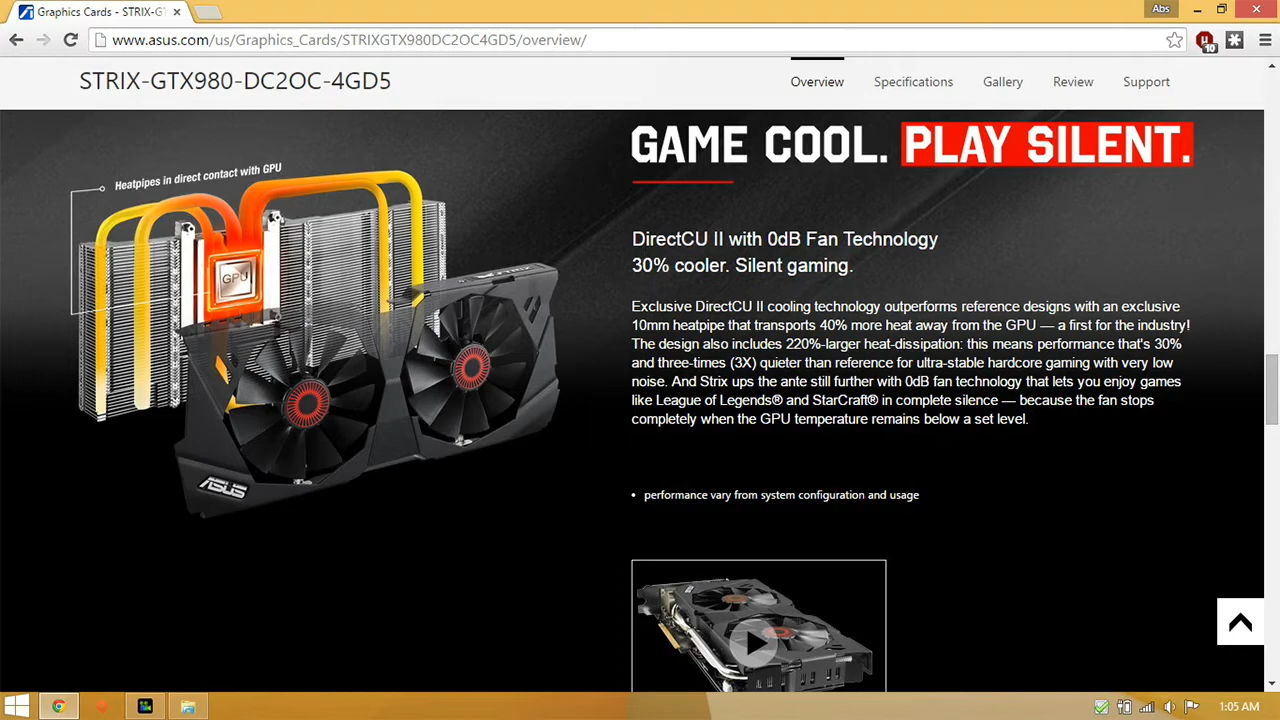 Graphics Cards - STRIX-GT
Abs
www.asus.com/us/Graphics_Cards/STRIXGTX980DC2OC4GD5/overview/
10
STRIX-GTX980-DC2OC-4GD5
Overview
Specifications
Gallery
Review
Support
GAME COOL. PLAY SILENT.
Heatpipes in direct contact with GPU
GPU
ASUS
DirectCU II with 0dB Fan Technology
30% cooler. Silent gaming.
Exclusive DirectCU II cooling technology outperforms reference designs with an exclusive
10mm heatpipe that transports 40% more heat away from the GPU — a first for the industry!
The design also includes 220%-larger heat-dissipation: this means performance that's 30%
and three-times (3X) quieter than reference for ultra-stable hardcore gaming with very low
noise. And Strix ups the ante still further with 0dB fan technology that lets you enjoy games
like League of Legends® and StarCraft® in complete silence — because the fan stops
completely when the GPU temperature remains below a set level.
• performance vary from system configuration and usage
1:05 AM